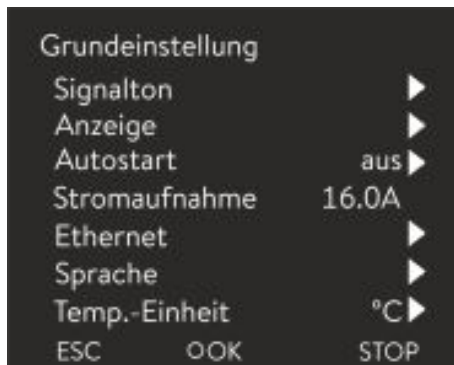 Grundeinstellung
Signalton
Anzeige
Autostart aus
Stromaufnahme 16.0A
Ethernet
Sprache
Temp.-Einheit °C
ESC OOK STOP